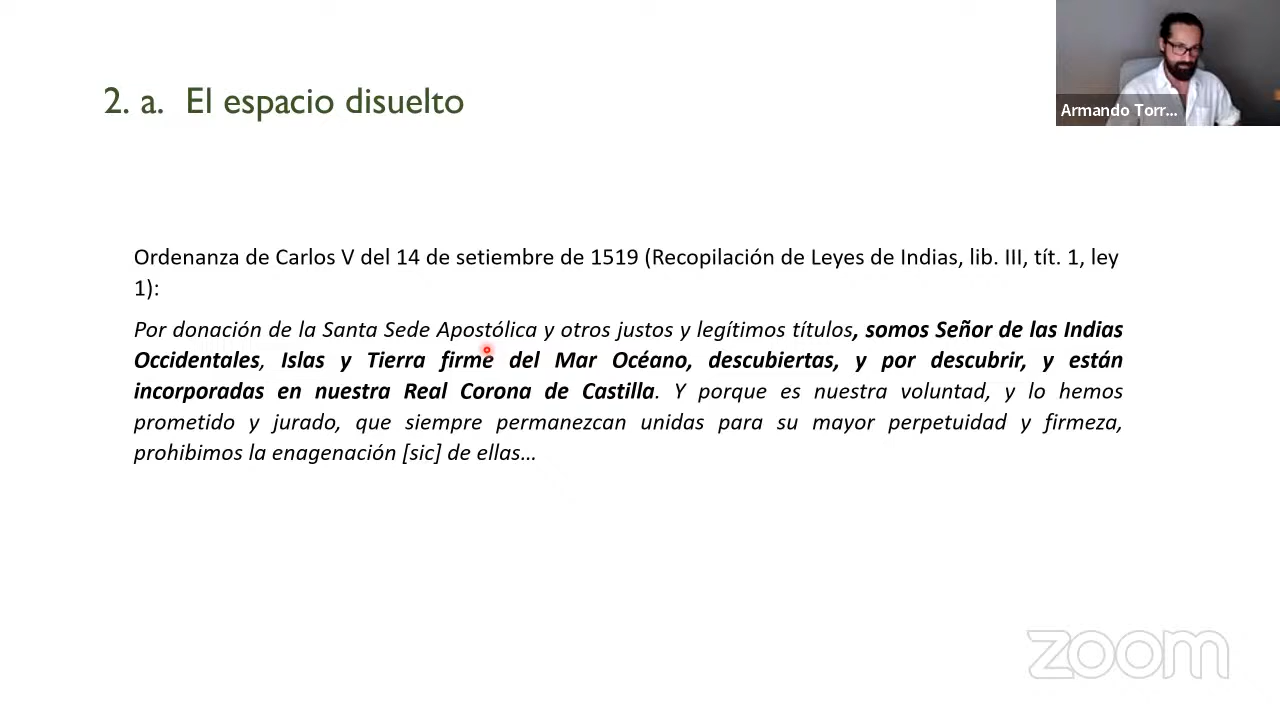 2. a. El espacio disuelto
Armando Torr...
Ordenanza de Carlos V del 14 de setiembre de 1519 (Recopilación de Leyes de Indias, lib. III, tít. 1, ley
1):
Por donación de la Santa Sede Apostólica y otros justos y legítimos títulos, somos Señor de las Indias
Occidentales, Islas y Tierra firme del Mar Océano, descubiertas, y por descubrir, y están
incorporadas en nuestra Real Corona de Castilla. Y porque es nuestra voluntad, y lo hemos
prometido y jurado, que siempre permanezcan unidas para su mayor perpetuidad y firmeza,
prohibimos la enagenación [sic] de ellas…
zoom